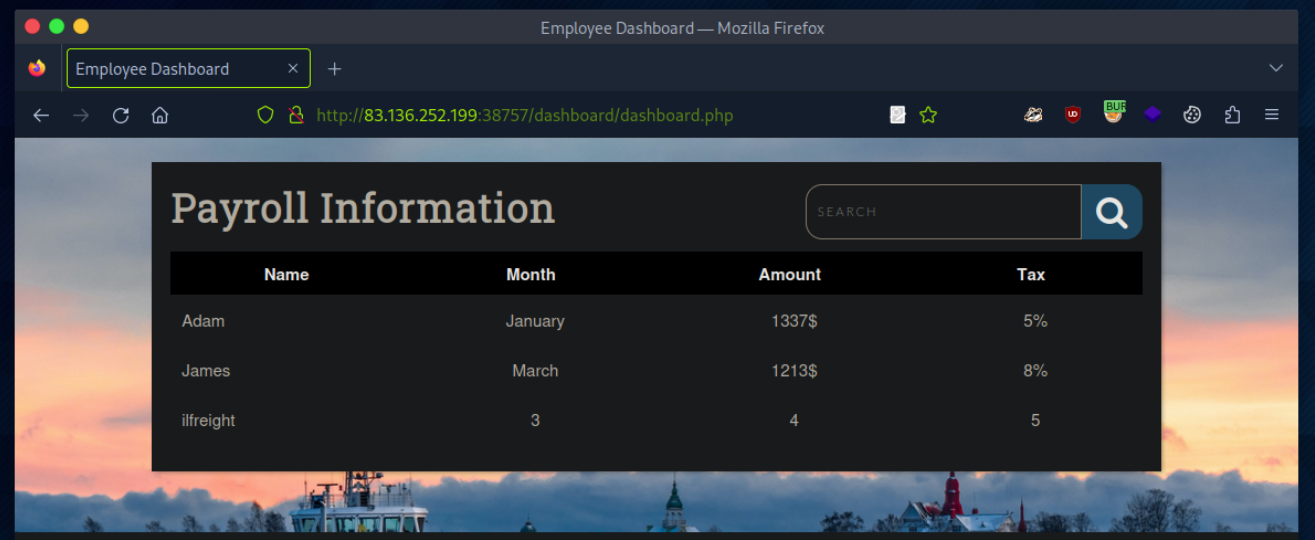 Employee Dashboard — Mozilla Firefox
Employee Dashboard
http://83.136.252.199:38757/dashboard/dashboard.php
BUR
Payroll Information
SEARCH
Name Month Amount Tax
Adam January 1337$ 5%
James March 1213$ 8%
ilfreight 3 4 5